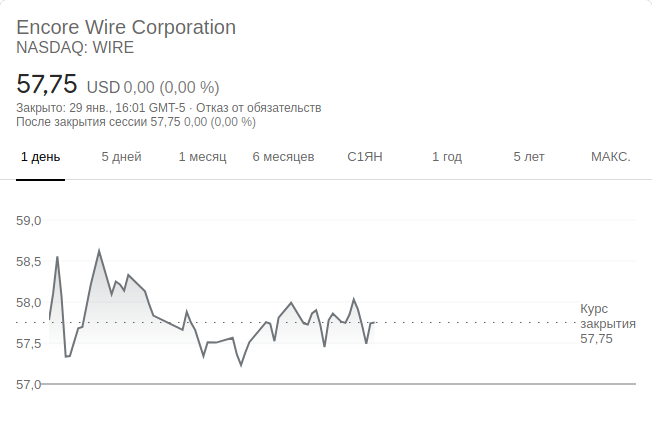 Encore Wire Corporation
NASDAQ: WIRE
57,75 USD 0,00 (0,00 %)
Закрыто: 29 янв., 16:01 GMT-5 · Отказ от обязательств
После закрытия сессии 57,75 0,00 (0,00 %)
1 день 5 дней 1 месяц 6 месяцев С1ЯН 1 год 5 лет МАКС.
59,0
58,5
58,0
Курс
закрытия
57,75
57,5
57,0